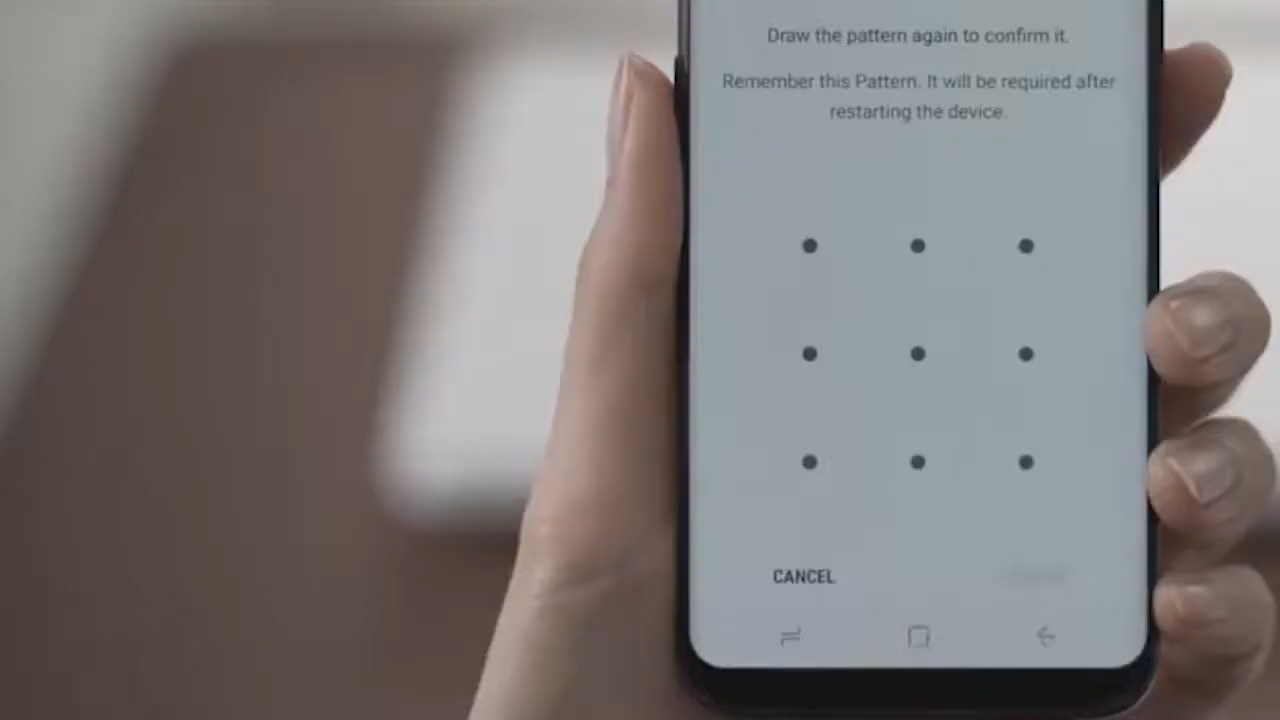 Draw the pattern again to confirm it.
Remember this Pattern. It will be required after
restarting the device.
CANCEL